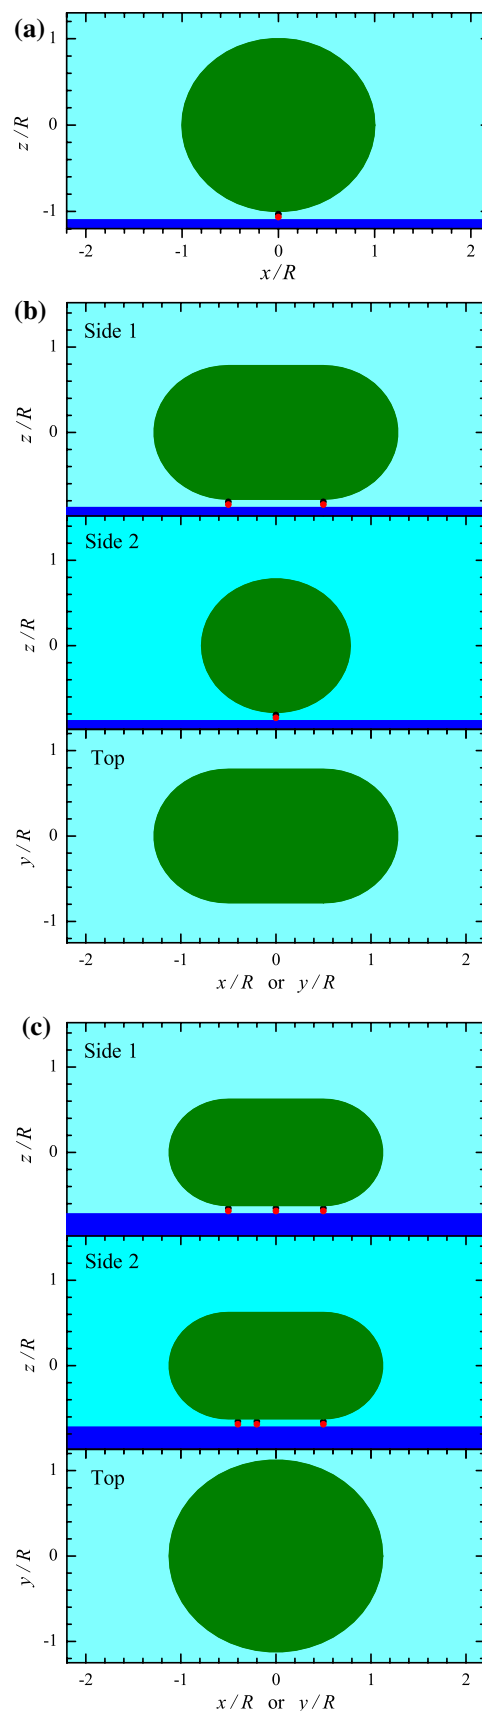 (a)
1
0
-1
z/R
-2 -1 0 1 2
x/R
(b)
Side 1
1
0
z/R
Side 2
1
0
z/R
Top
1
0
-1
y/R
-2 -1 0 1 2
x/R or y/R
(c)
Side 1
1
0
z/R
Side 2
1
0
z/R
Top
1
0
-1
y/R
-2 -1 0 1 2
x/R or y/R